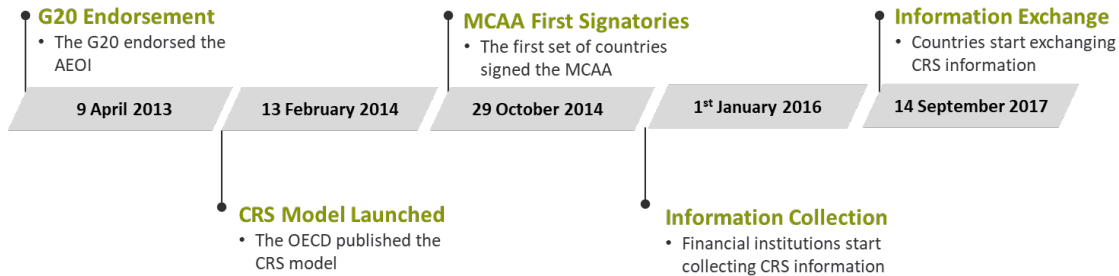 G20 Endorsement
• The G20 endorsed the
AEOI
MCAA First Signatories
• The first set of countries
signed the MCAA
Information Exchange
• Countries start exchanging
CRS information
9 April 2013
13 February 2014
29 October 2014
1st January 2016
14 September 2017
CRS Model Launched
• The OECD published the
CRS model
Information Collection
• Financial institutions start
collecting CRS information